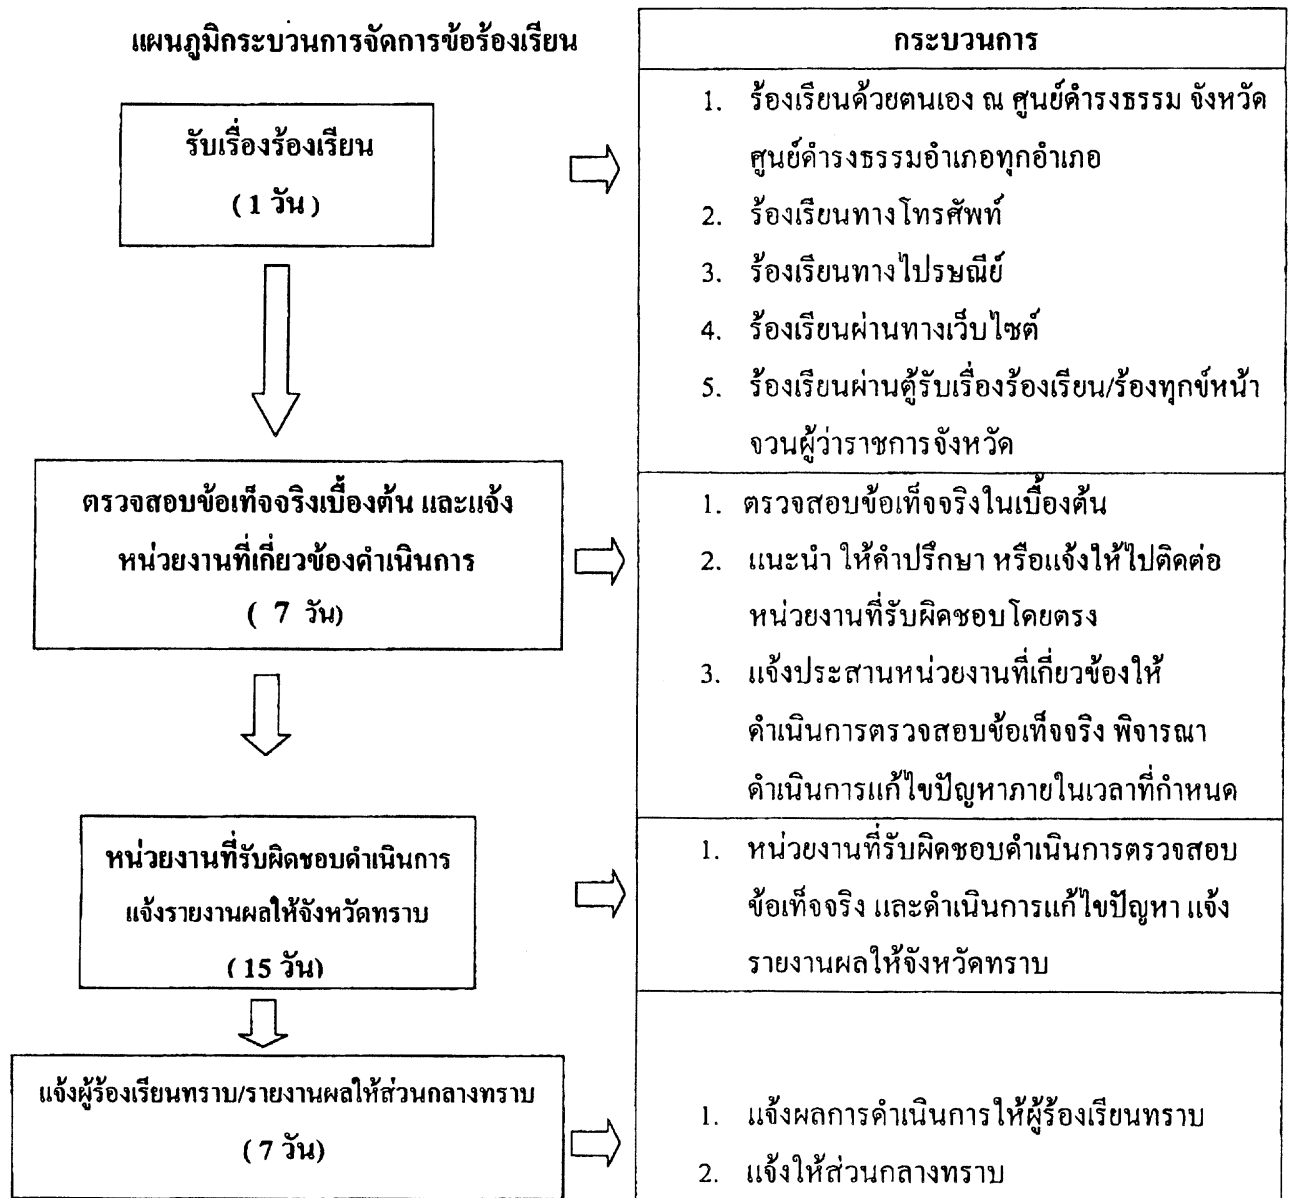 แผนภูมิกระบวนการจัดการข้อร้องเรียน
รับเรื่องร้องเรียน
( 1 วัน )
ตรวจสอบข้อเท็จจริงเบื้องต้น และแจ้ง
หน่วยงานที่เกี่ยวข้องดำเนินการ
( 7 วัน)
หน่วยงานที่รับผิดชอบดำเนินการ
แจ้งรายงานผลให้จังหวัดทราบ
( 15 วัน)
แจ้งผู้ร้องเรียนทราบ/รายงานผลให้ส่วนกลางทราบ
( 7 วัน)
กระบวนการ
1. ร้องเรียนด้วยตนเอง ณ ศูนย์ดำรงธรรม จังหวัด
ศูนย์ดำรงธรรมอำเภอทุกอำเภอ
2. ร้องเรียนทางโทรศัพท์
3. ร้องเรียนทางไปรษณีย์
4. ร้องเรียนผ่านทางเว็บไซต์
5. ร้องเรียนผ่านตู้รับเรื่องร้องเรียน/ร้องทุกข์หน้า
จวนผู้ว่าราชการจังหวัด
1. ตรวจสอบข้อเท็จจริงในเบื้องต้น
2. แนะนำ ให้คำปรึกษา หรือแจ้งให้ไปติดต่อ
หน่วยงานที่รับผิดชอบโดยตรง
3. แจ้งประสานหน่วยงานที่เกี่ยวข้องให้
ดำเนินการตรวจสอบข้อเท็จจริง พิจารณา
ดำเนินการแก้ไขปัญหาภายในเวลาที่กำหนด
1. หน่วยงานที่รับผิดชอบดำเนินการตรวจสอบ
ข้อเท็จจริง และดำเนินการแก้ไขปัญหา แจ้ง
รายงานผลให้จังหวัดทราบ
1. แจ้งผลการดำเนินการให้ผู้ร้องเรียนทราบ
2. แจ้งให้ส่วนกลางทราบ